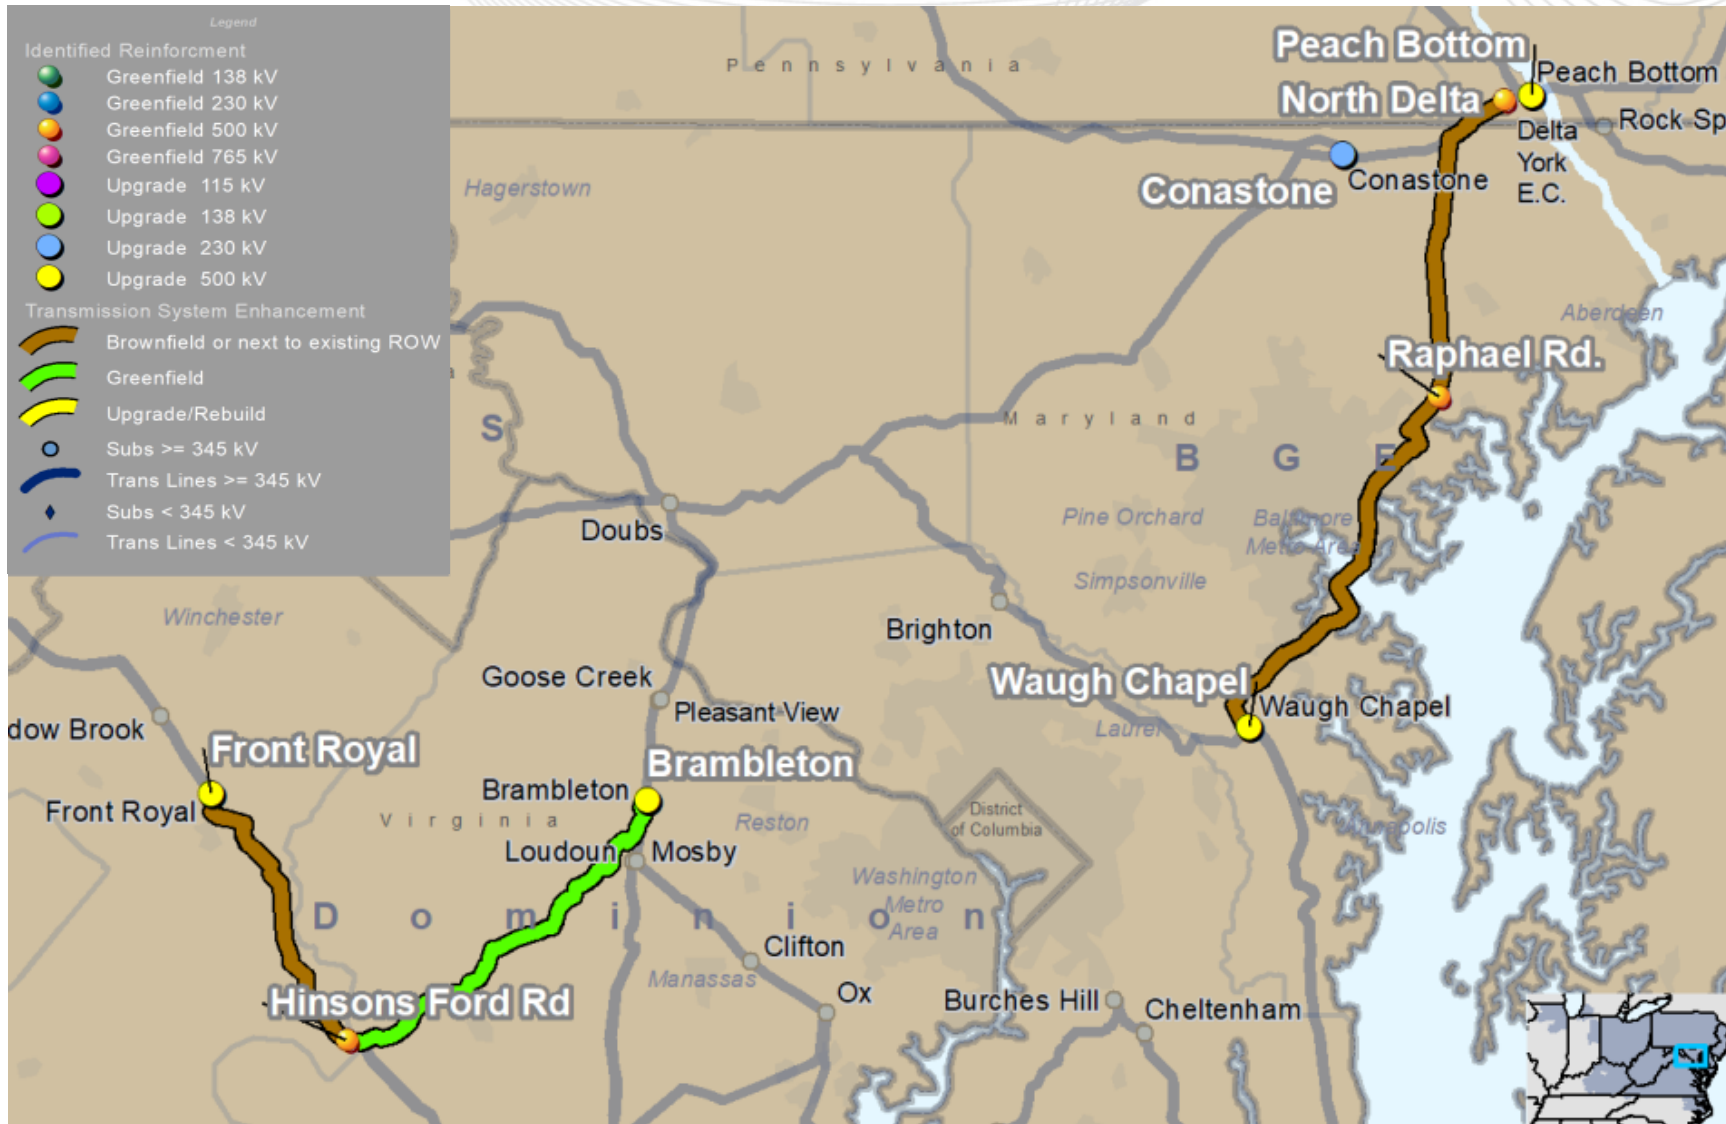 Legend
Identified Reinforcment
Greenfield 138 kV
Greenfield 230 kV
Greenfield 500 kV
Greenfield 765 kV
Upgrade 115 kV
Upgrade 138 kV
Upgrade 230 kV
Upgrade 500 kV
Transmission System Enhancement
Brownfield or next to existing ROW
Greenfield
Upgrade/Rebuild
Subs >= 345 kV
Trans Lines >= 345 kV
Subs < 345 kV
Trans Lines < 345 kV
Pennsylvania
Peach Bottom
Peach Bottom
North Delta
Delta
York
E.C.
Rock Sp
Conastone
Conastone
Hagerstown
Aberdeen
Raphael Rd.
Maryland
S
B G E
Pine Orchard
Baltimore
Metro Area
Doubs
Simpsonville
Winchester
Brighton
Goose Creek
Pleasant View
Waugh Chapel
Waugh Chapel
Laurel
dow Brook
Front Royal
Front Royal
Brambleton
Brambleton
Virginia
Reston
District
of Columbia
Loudoun
Mosby
Washington
Metro
Area
Dominion
Clifton
Manassas
Ox
Hinsons Ford Rd
Burches Hill
Cheltenham